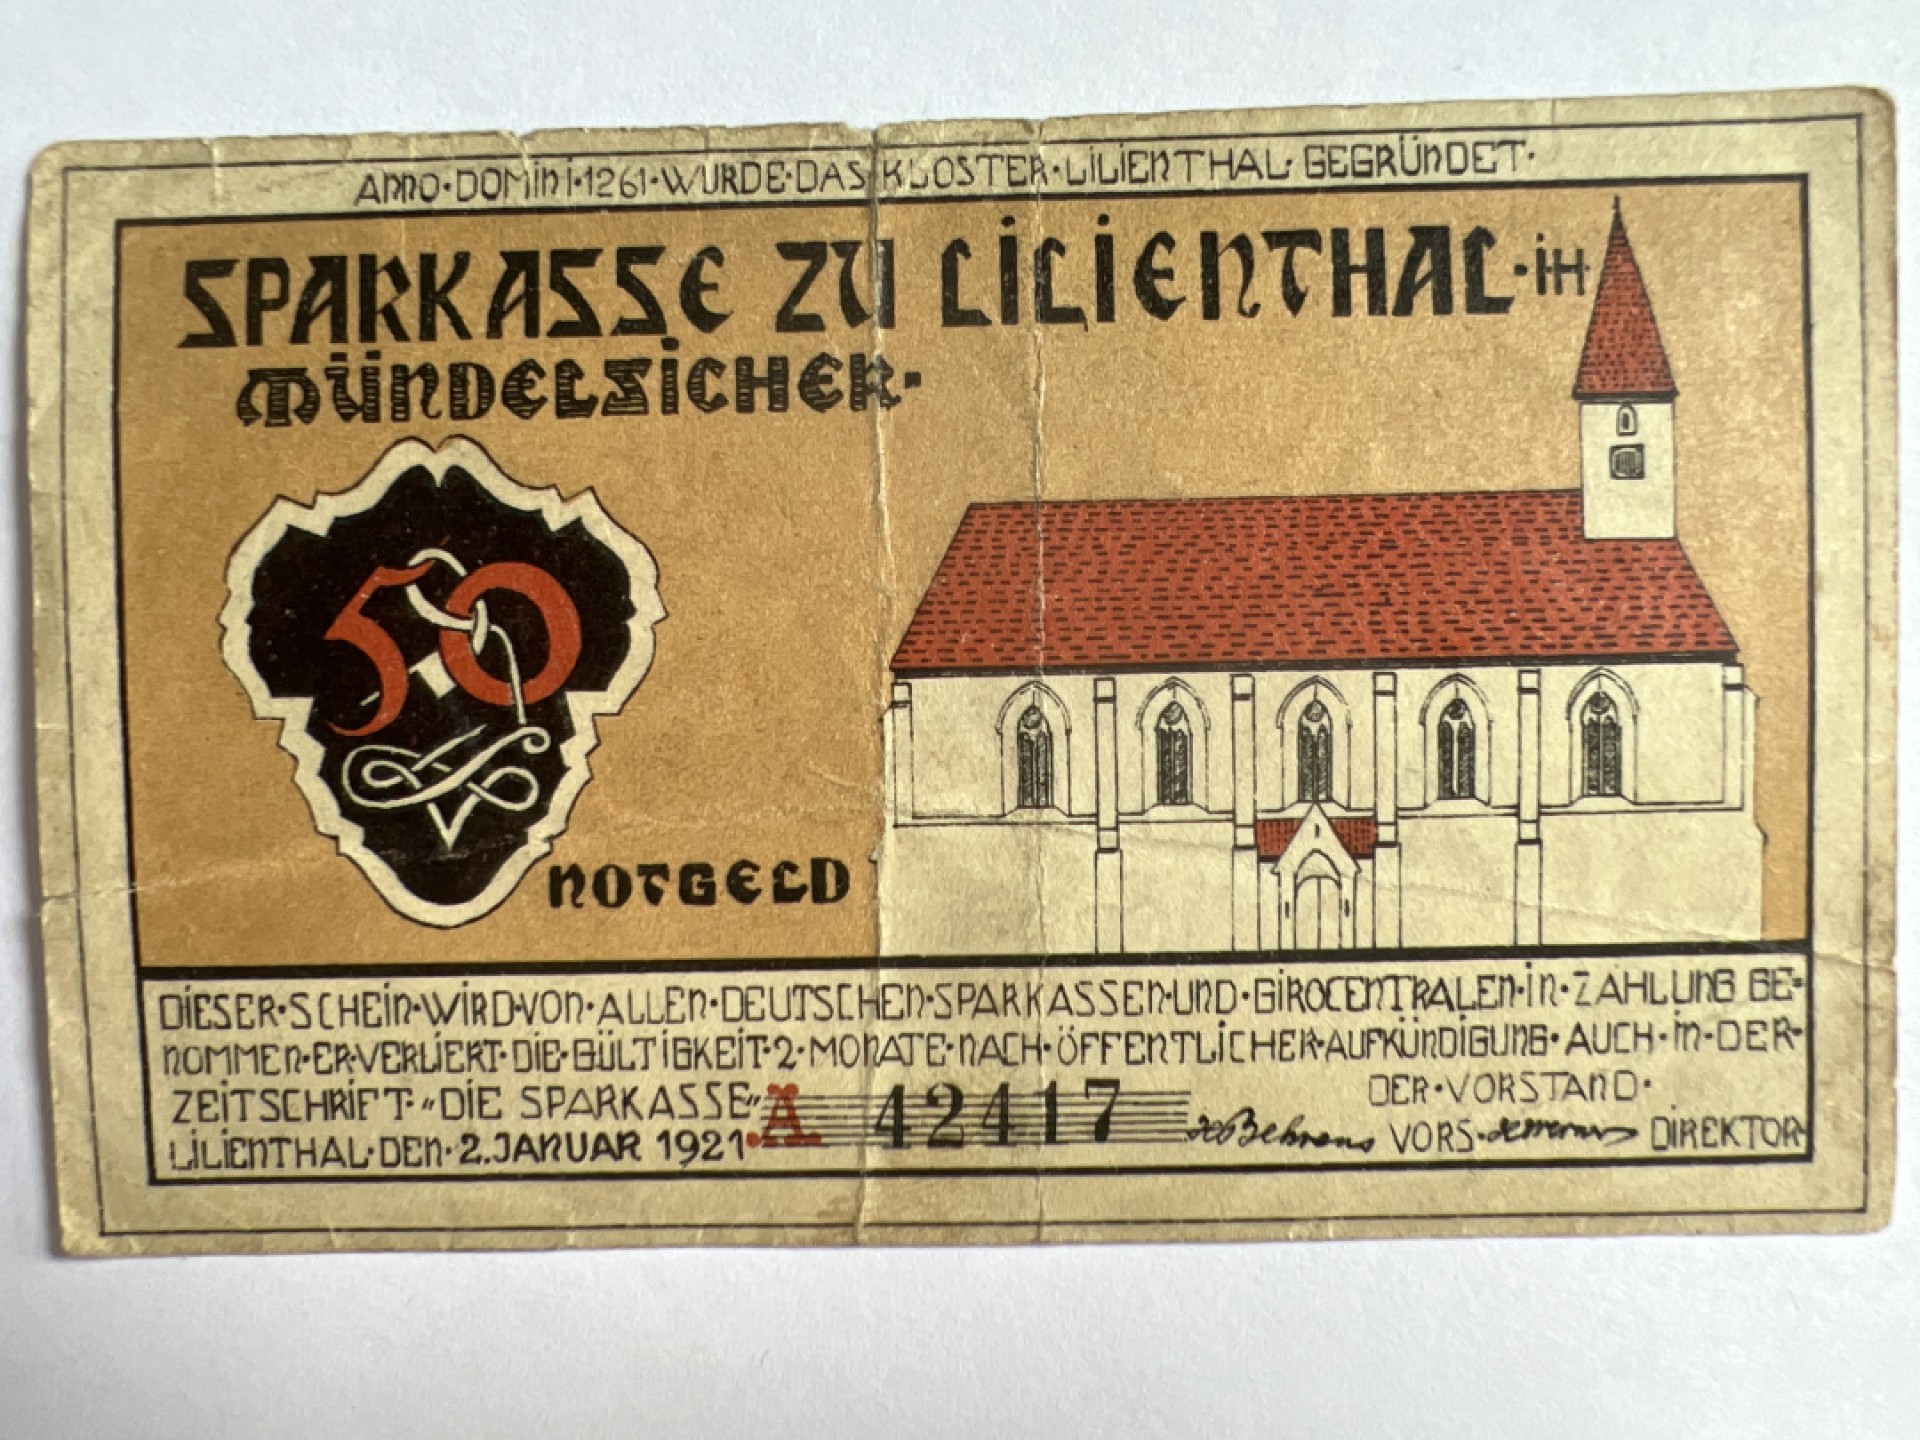 ANNO·DOMINI·1261·WURDE·DAS KLOSTER·LILIENTHAL·GEGRÜNDET·
SPARKASSE ZU LILIENTHAL·iH
MÜNDELSICHER·
50
NOTGELD
DIESER·SCHEIN·WIRD·VON·ALLEN·DEUTSCHEN·SPARKASSEN·UND·GIROCENTRALEN·IN·ZAHLUNG GE=
NOMMEN·ER·VERLIERT·DIE·GÜLTIGKEIT·2·MONATE·NACH·ÖFFENTLICHER·AUFKÜNDIGUNG·AUCH·IN·DER·
ZEITSCHRIFT·„DIE SPARKASSE„ A 42417 DER·VORSTAND·
LILIENTHAL·DEN·2.JANUAR 1921· Behrens VORS· DIREKTOR